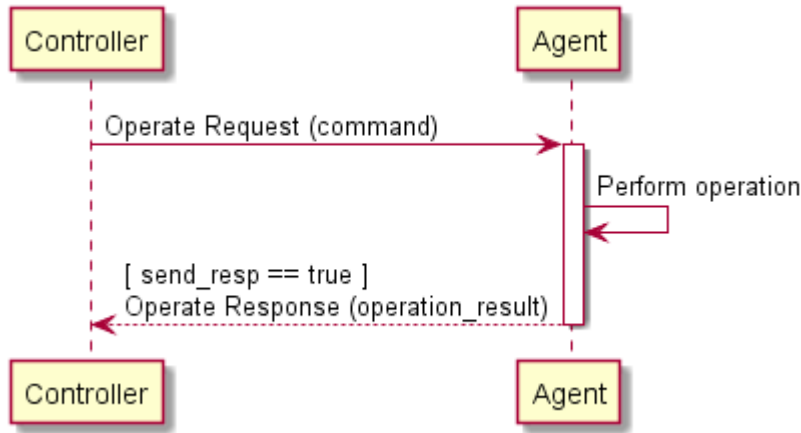 Controller
Agent
Operate Request (command)
Perform operation
[ send_resp == true ]
Operate Response (operation_result)
Controller
Agent